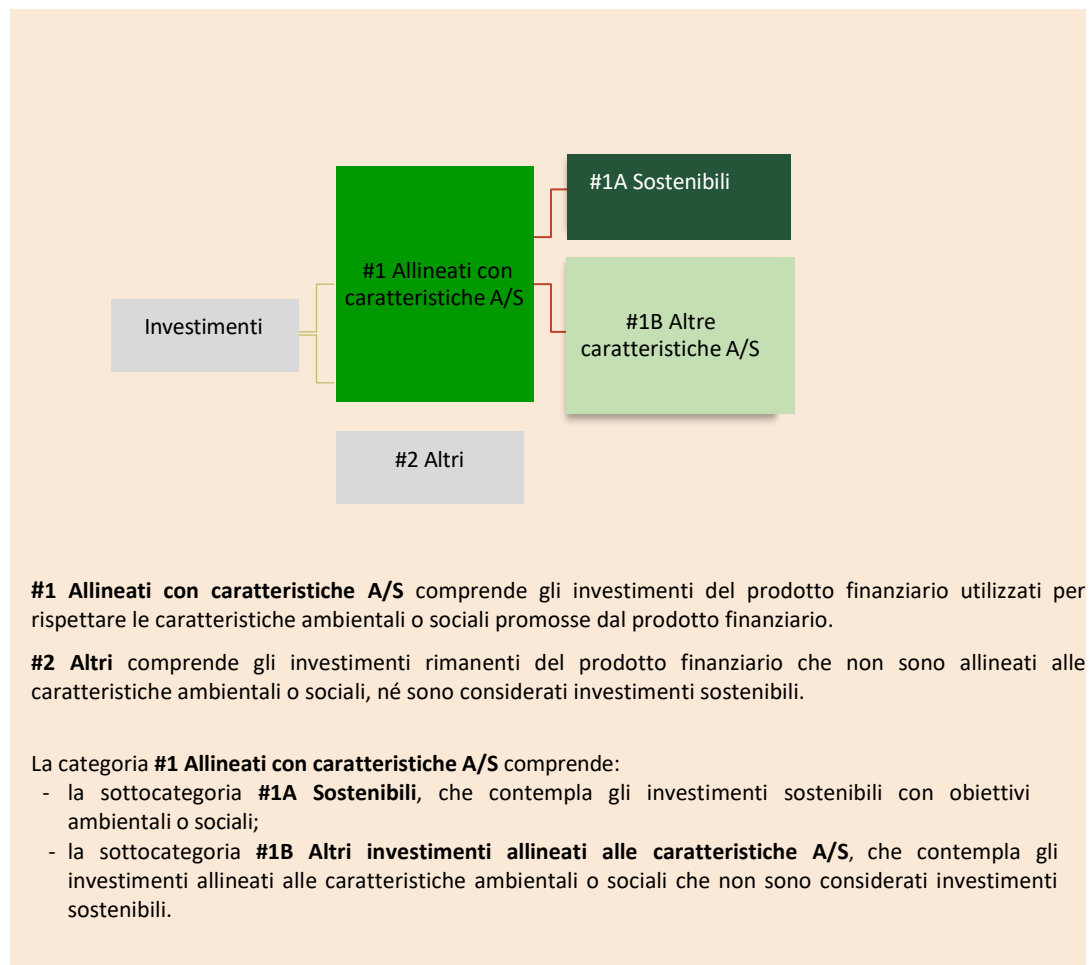 #1A Sostenibili
#1 Allineati con
caratteristiche A/S
Investimenti
#1B Altre
caratteristiche A/S
#2 Altri
#1 Allineati con caratteristiche A/S comprende gli investimenti del prodotto finanziario utilizzati per
rispettare le caratteristiche ambientali o sociali promosse dal prodotto finanziario.
#2 Altri comprende gli investimenti rimanenti del prodotto finanziario che non sono allineati alle
caratteristiche ambientali o sociali, né sono considerati investimenti sostenibili.
La categoria #1 Allineati con caratteristiche A/S comprende:
- la sottocategoria #1A Sostenibili, che contempla gli investimenti sostenibili con obiettivi
ambientali o sociali;
- la sottocategoria #1B Altri investimenti allineati alle caratteristiche A/S, che contempla gli
investimenti allineati alle caratteristiche ambientali o sociali che non sono considerati investimenti
sostenibili.